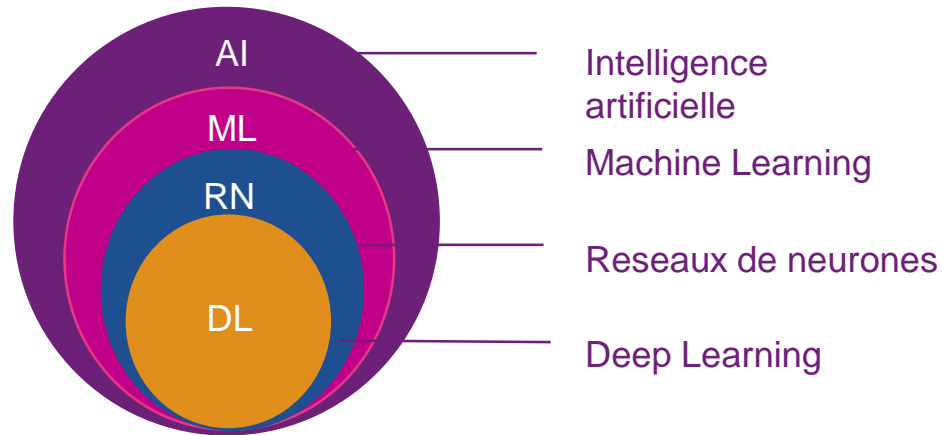 AI
ML
RN
DL
Intelligence
artificielle
Machine Learning
Reseaux de neurones
Deep Learning